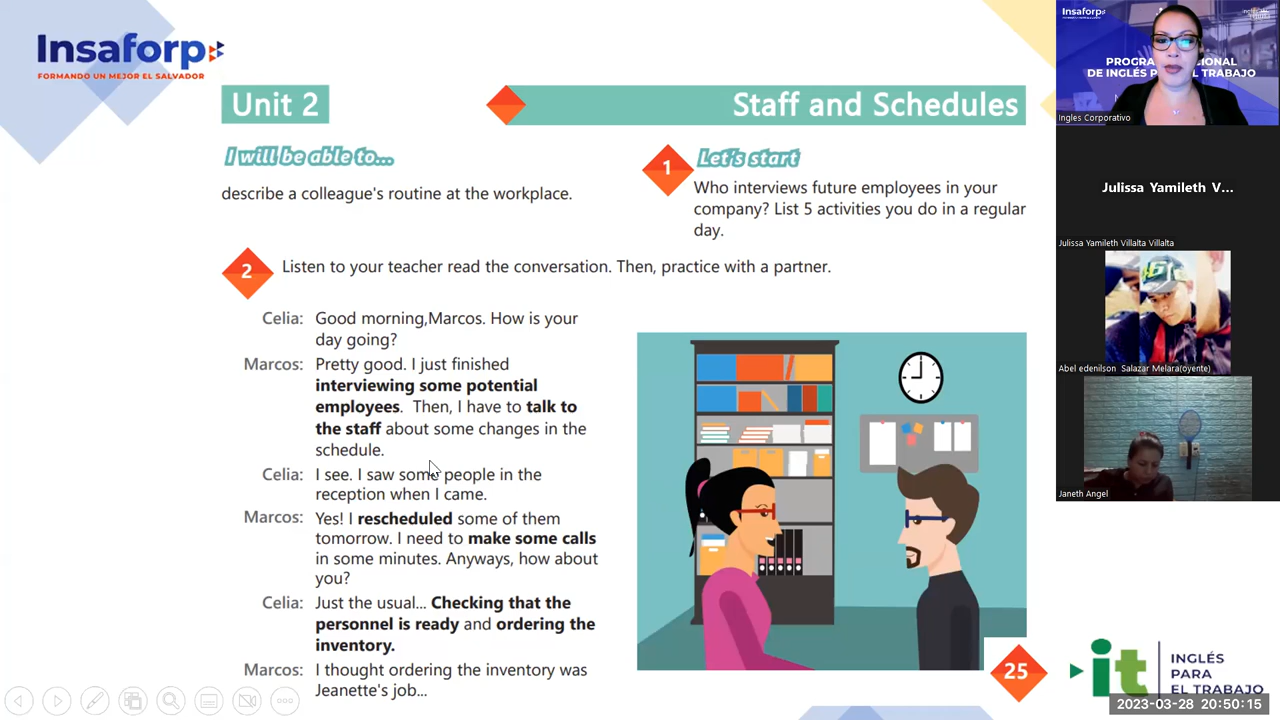 Insaforp
FORMANDO UN MEJOR EL SALVADOR
Unit 2
Staff and Schedules
I will be able to...
describe a colleague's routine at the workplace.
1
Let's start
Who interviews future employees in your
company? List 5 activities you do in a regular
day.
2
Listen to your teacher read the conversation. Then, practice with a partner.
Celia: Good morning,Marcos. How is your
day going?
Marcos: Pretty good. I just finished
interviewing some potential
employees. Then, I have to talk to
the staff about some changes in the
schedule.
Celia: I see. I saw some people in the
reception when I came.
Marcos: Yes! I rescheduled some of them
tomorrow. I need to make some calls
in some minutes. Anyways, how about
you?
Celia: Just the usual... Checking that the
personnel is ready and ordering the
inventory.
Marcos: I thought ordering the inventory was
Jeanette's job...
25
it
INGLÉS
PARA
EL TRABAJO
Insaforp
DE INGLÉS
EL TRABAJO
Ingles Corporativo
Julissa Yamileth V...
Julissa Yamileth Villalta Villalta
Abel edenilson Salazar Melara(oyente)
Janeth Angel
2023-03-28 20:50:15